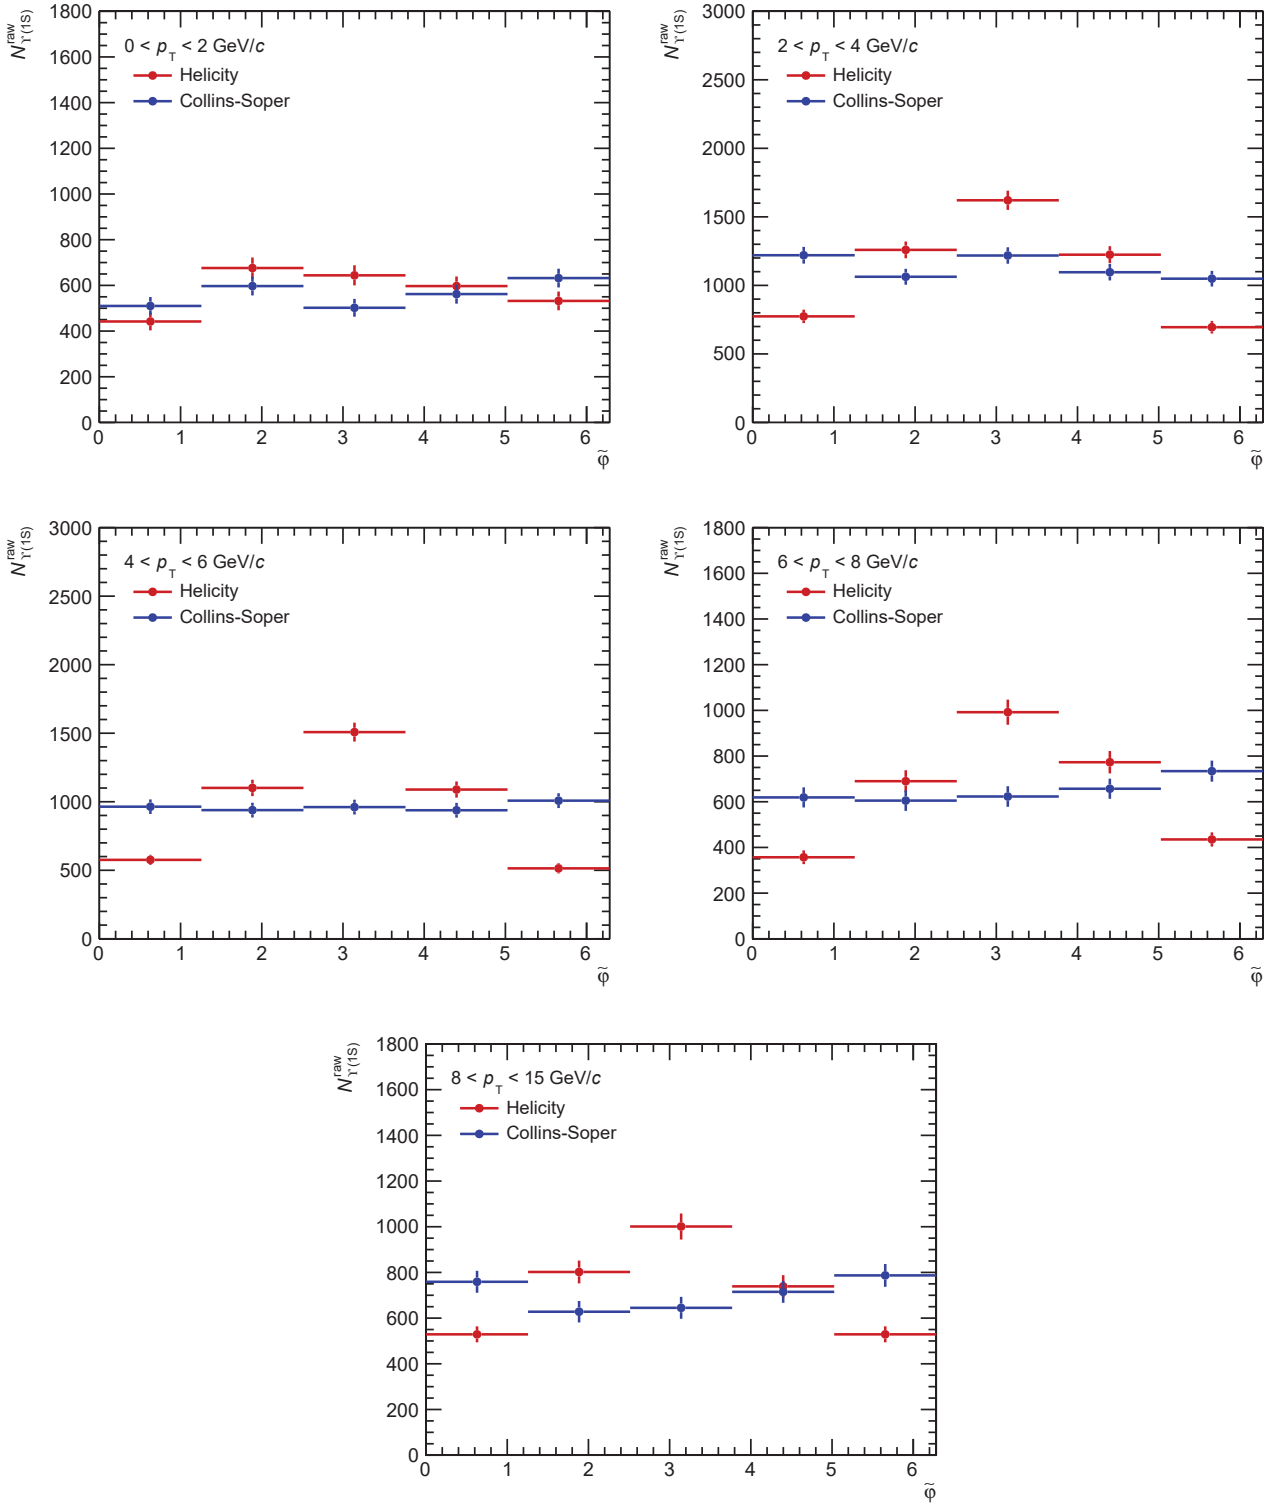 N^raw_ϒ(1S)
1800
1600
1400
1200
1000
800
600
400
200
0
0 < p_T < 2 GeV/c
Helicity
Collins-Soper
0 1 2 3 4 5 6
φ̃
N^raw_ϒ(1S)
3000
2500
2000
1500
1000
500
0
2 < p_T < 4 GeV/c
Helicity
Collins-Soper
0 1 2 3 4 5 6
φ̃
N^raw_ϒ(1S)
3000
2500
2000
1500
1000
500
0
4 < p_T < 6 GeV/c
Helicity
Collins-Soper
0 1 2 3 4 5 6
φ̃
N^raw_ϒ(1S)
1800
1600
1400
1200
1000
800
600
400
200
0
6 < p_T < 8 GeV/c
Helicity
Collins-Soper
0 1 2 3 4 5 6
φ̃
N^raw_ϒ(1S)
1800
1600
1400
1200
1000
800
600
400
200
0
8 < p_T < 15 GeV/c
Helicity
Collins-Soper
0 1 2 3 4 5 6
φ̃